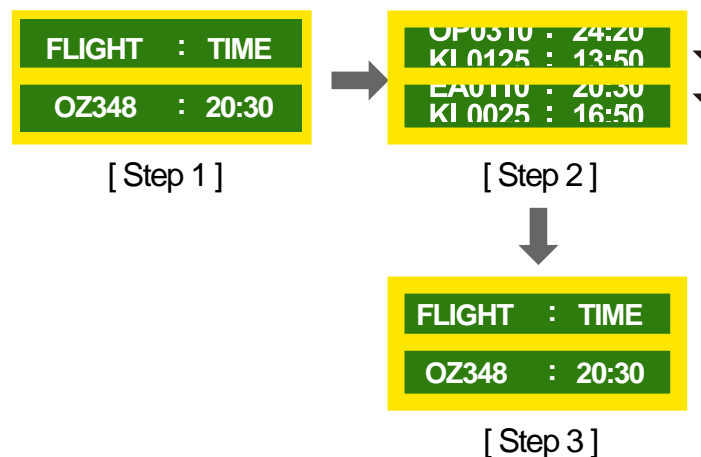 FLIGHT : TIME
OZ348 : 20:30
[ Step 1 ]
OP0310 : 24:20
KL0125 : 13:50
EA0110 : 20:30
KL0025 : 16:50
[ Step 2 ]
FLIGHT : TIME
OZ348 : 20:30
[ Step 3 ]